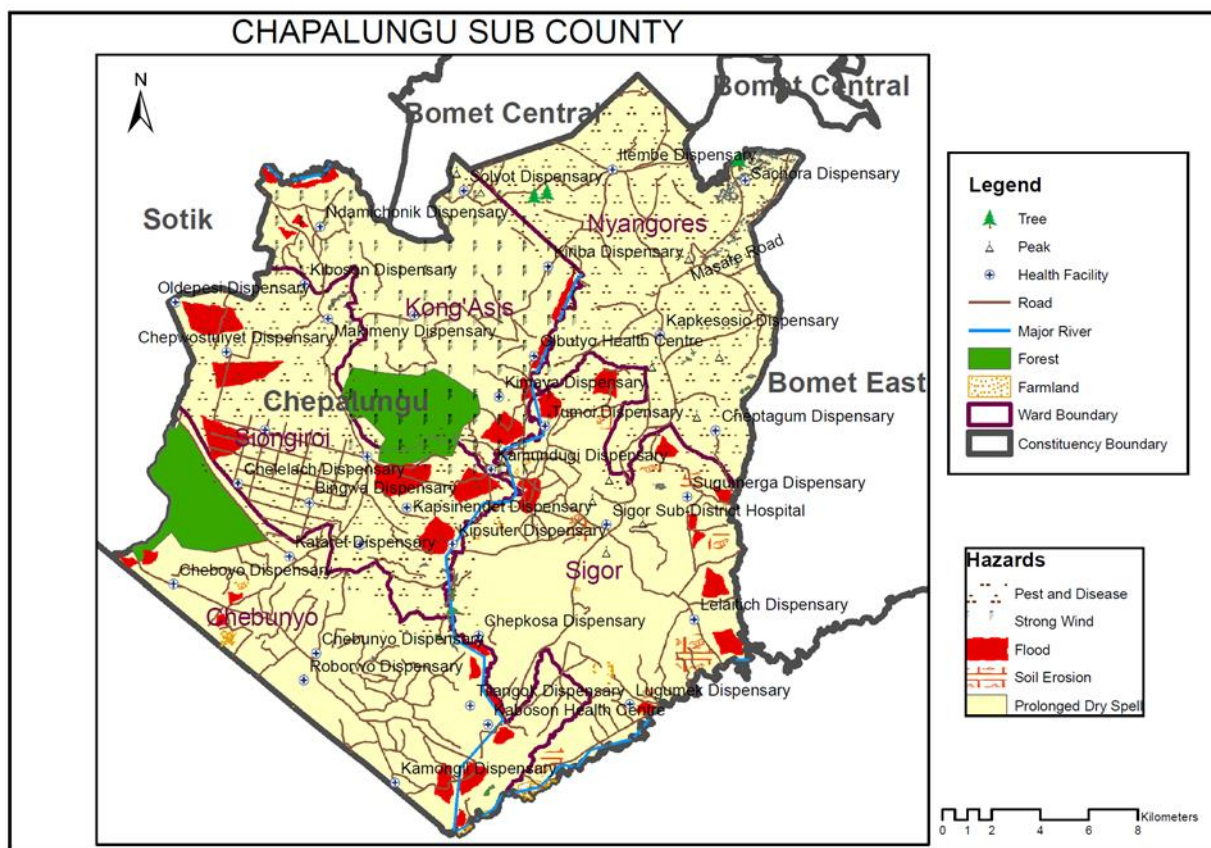 CHAPALUNGU SUB COUNTY
N
Bomet Central
Bomet Central
Itembe Dispensary
Sachora Dispensary
Solyot Dispensary
Sotik
Ndamichonik Dispensary
Nyangores
Kiriba Dispensary
Masare Road
Kibosan Dispensary
Oldepesi Dispensary
Kong'Asis
Makimeny Dispensary
Kapkesosio Dispensary
Chepwostuiyet Dispensary
Olbutyo Health Centre
Kimaya Dispensary
Bomet East
Chepalungu
Tumoi Dispensary
Cheptagum Dispensary
Siongiroi
Kamundugi Dispensary
Chelelach Dispensary
Bingwa Dispensary
Sugumerga Dispensary
Kapsinendet Dispensary
Sigor Sub-District Hospital
Kipsuter Dispensary
Kataret Dispensary
Cheboyo Dispensary
Sigor
Lelaitich Dispensary
Chebunyo
Chepkosa Dispensary
Chebunyo Dispensary
Roborwo Dispensary
Dispensary
Lugumek Dispensary
Kaboson Health Centre
Dispensary
Legend
Tree
Peak
Health Facility
Road
Major River
Forest
Farmland
Ward Boundary
Constituency Boundary
Hazards
Pest and Disease
Strong Wind
Flood
Soil Erosion
Prolonged Dry Spell
Kilometers
0 1 2 4 6 8